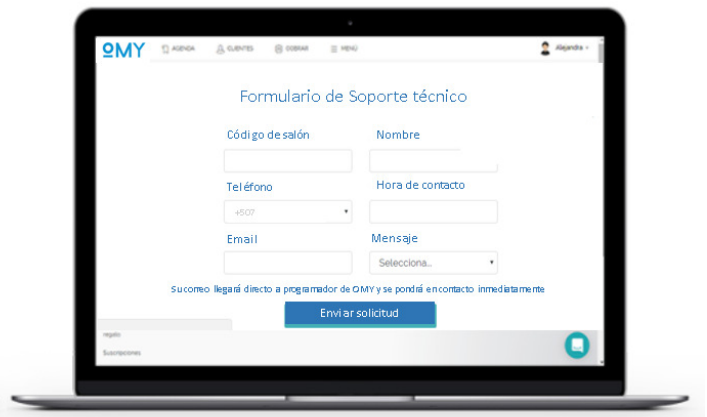 OMY AGENDA CLIENTES COBRAR MENÚ Alejandra
Formulario de Soporte técnico
Código de salón Nombre
Teléfono Hora de contacto
+507
Email Mensaje
Selecciona...
Su correo llegará directo a programador de OMY y se pondrá en contacto inmediatamente
Enviar solicitud
regalo
Suscripciones